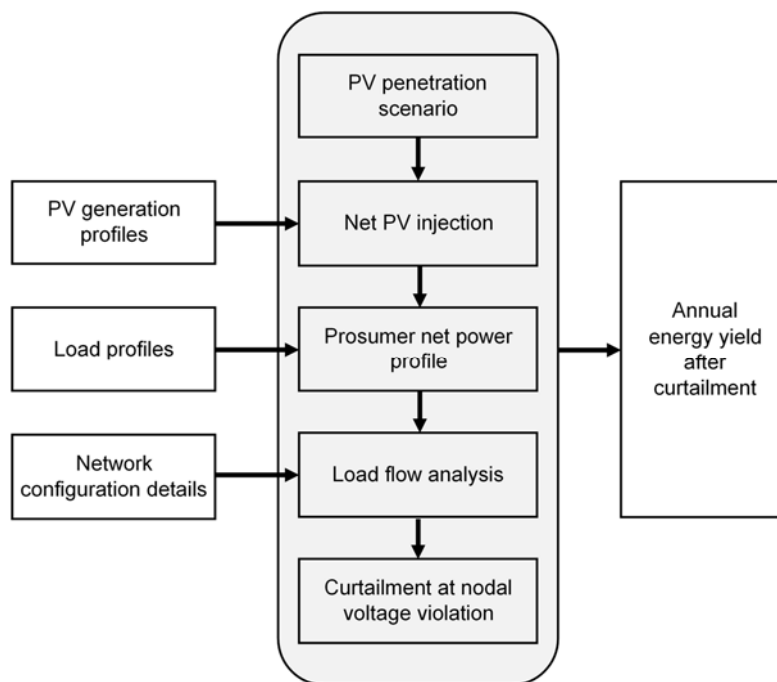 PV penetration
scenario
PV generation
profiles
Net PV injection
Load profiles
Prosumer net power
profile
Annual
energy yield
after
curtailment
Network
configuration details
Load flow analysis
Curtailment at nodal
voltage violation